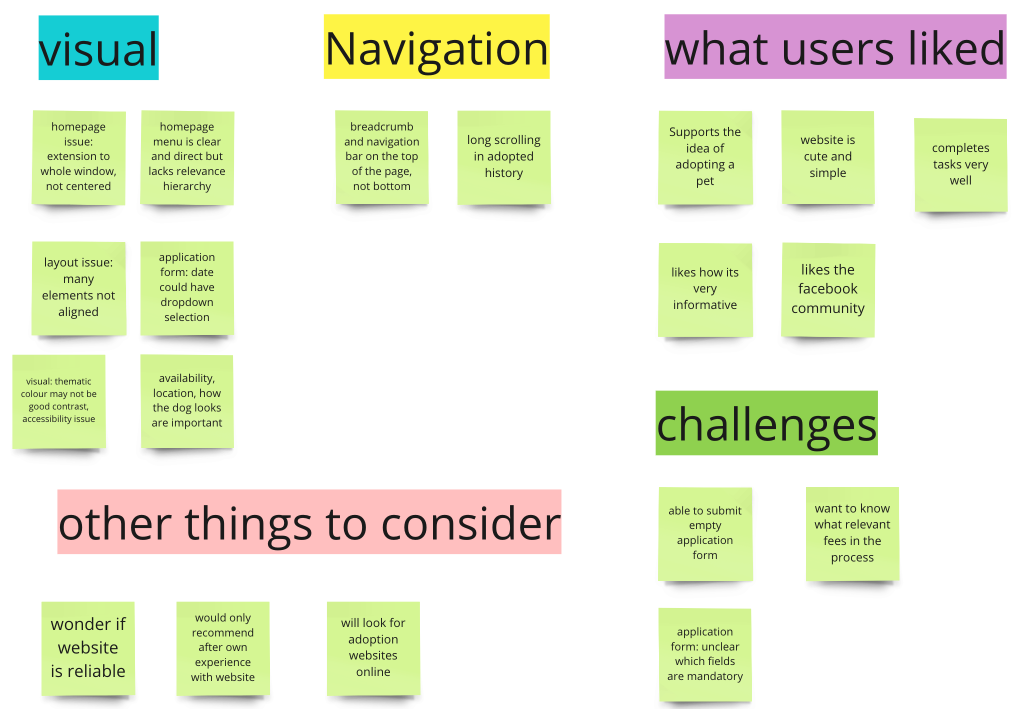 visual
homepage
issue:
extension to
whole window,
not centered
homepage
menu is clear
and direct but
lacks relevance
hierarchy
layout issue:
many
elements not
aligned
application
form: date
could have
dropdown
selection
visual: thematic
colour may not be
good contrast,
accessibility issue
availability,
location, how
the dog looks
are important
Navigation
breadcrumb
and navigation
bar on the top
of the page,
not bottom
long scrolling
in adopted
history
what users liked
Supports the
idea of
adopting a
pet
website is
cute and
simple
completes
tasks very
well
likes how its
very
informative
likes the
facebook
community
challenges
able to submit
empty
application
form
want to know
what relevant
fees in the
process
application
form: unclear
which fields
are mandatory
other things to consider
wonder if
website
is reliable
would only
recommend
after own
experience
with website
will look for
adoption
websites
online